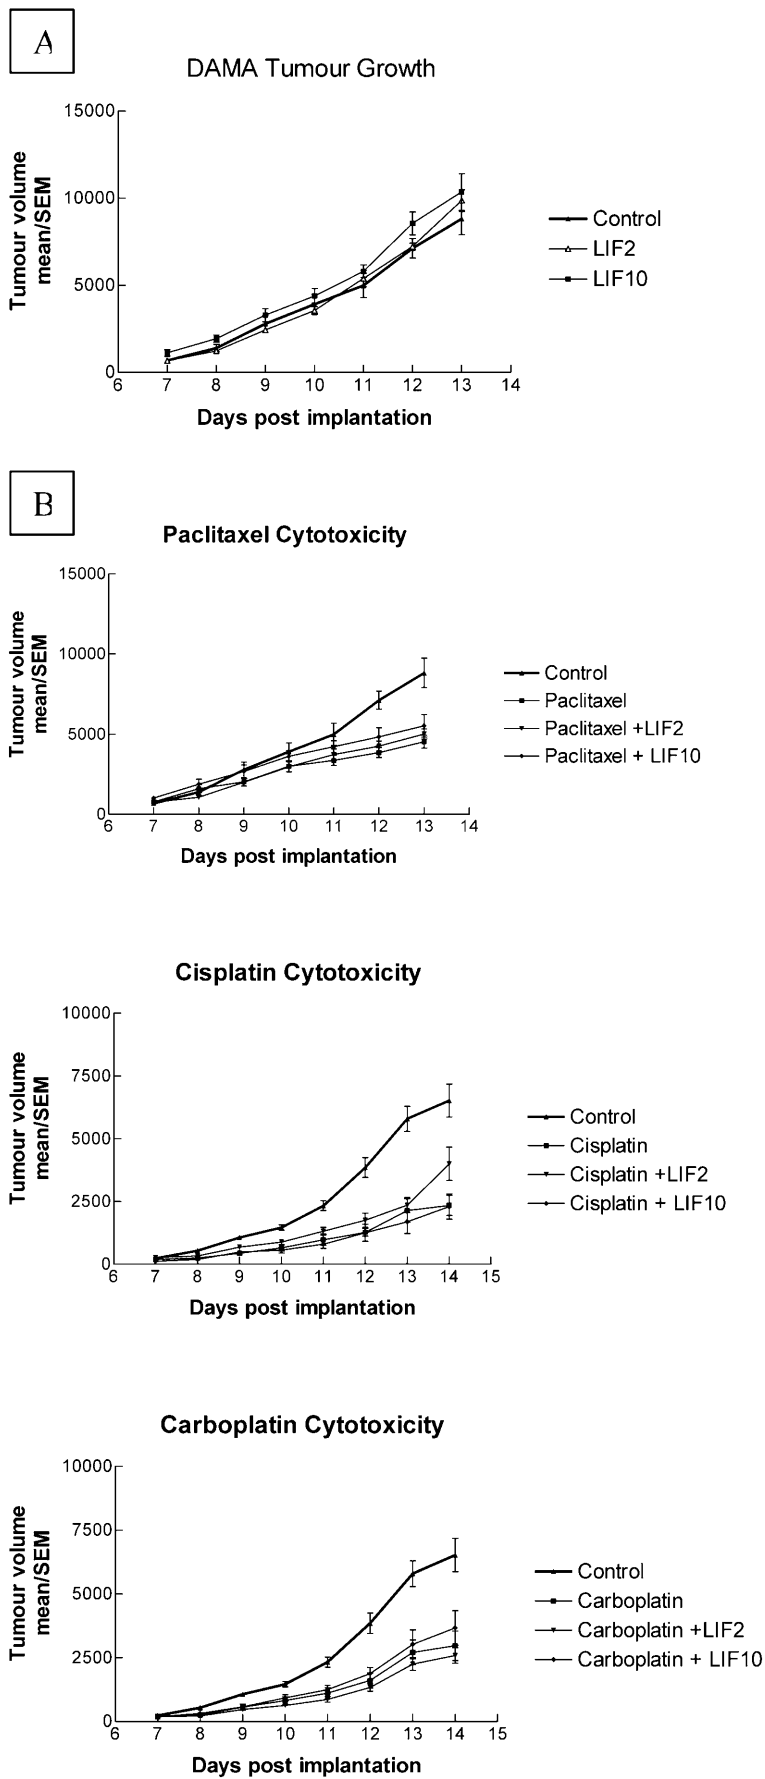 A
DAMA Tumour Growth
15000
10000
5000
0
Tumour volume
mean/SEM
6 7 8 9 10 11 12 13 14
Days post implantation
Control
LIF2
LIF10
B
Paclitaxel Cytotoxicity
15000
10000
5000
0
Tumour volume
mean/SEM
6 7 8 9 10 11 12 13 14
Days post implantation
Control
Paclitaxel
Paclitaxel +LIF2
Paclitaxel + LIF10
Cisplatin Cytotoxicity
10000
7500
5000
2500
0
Tumour volume
mean/SEM
6 7 8 9 10 11 12 13 14 15
Days post implantation
Control
Cisplatin
Cisplatin +LIF2
Cisplatin + LIF10
Carboplatin Cytotoxicity
10000
7500
5000
2500
0
Tumour volume
mean/SEM
6 7 8 9 10 11 12 13 14 15
Days post implantation
Control
Carboplatin
Carboplatin +LIF2
Carboplatin + LIF10